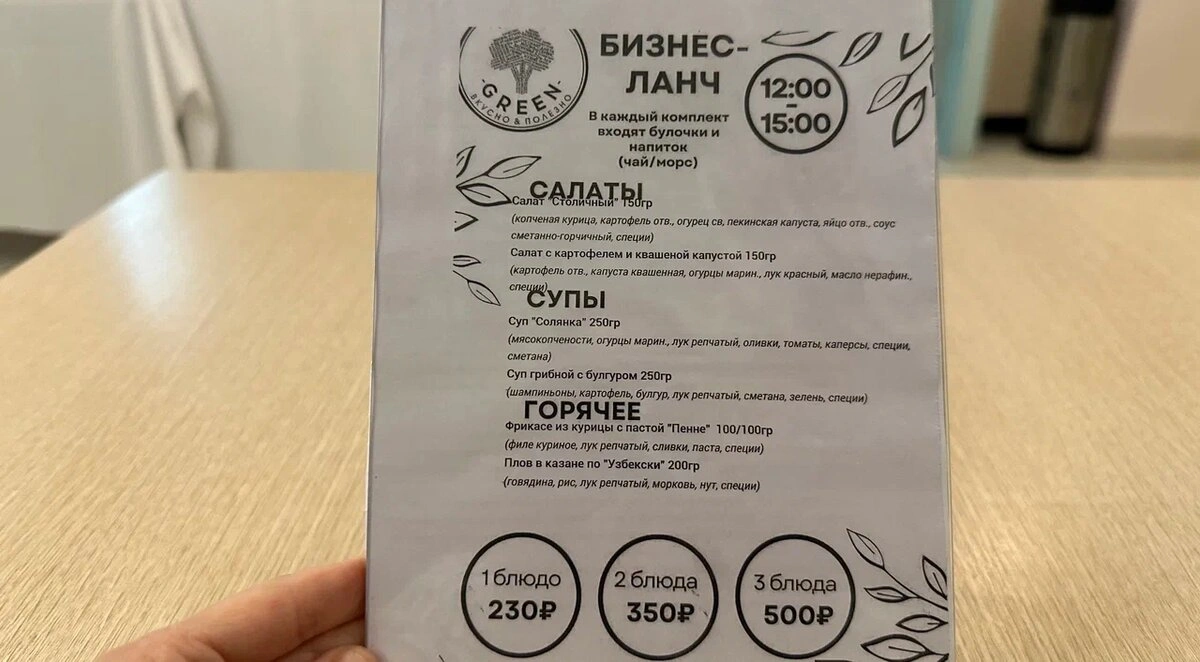 GREEN
ВКУСНО & ПОЛЕЗНО
БИЗНЕС-
ЛАНЧ
12:00
-
15:00
В каждый комплект
входят булочки и
напиток
(чай/морс)
САЛАТЫ
Салат "Столичный" 150гр
(копченая курица, картофель отв., огурец св, пекинская капуста, яйцо отв., соус
сметанно-горчичный, специи)
Салат с картофелем и квашеной капустой 150гр
(картофель отв., капуста квашенная, огурцы марин., лук красный, масло нерафин.,
специи)
СУПЫ
Суп "Солянка" 250гр
(мясокопчености, огурцы марин., лук репчатый, оливки, томаты, каперсы, специи,
сметана)
Суп грибной с булгуром 250гр
(шампиньоны, картофель, булгур, лук репчатый, сметана, зелень, специи)
ГОРЯЧЕЕ
Фрикасе из курицы с пастой "Пенне" 100/100гр
(филе куриное, лук репчатый, сливки, паста, специи)
Плов в казане по "Узбекски" 200гр
(говядина, рис, лук репчатый, морковь, нут, специи)
1 блюдо
230₽
2 блюда
350₽
3 блюда
500₽